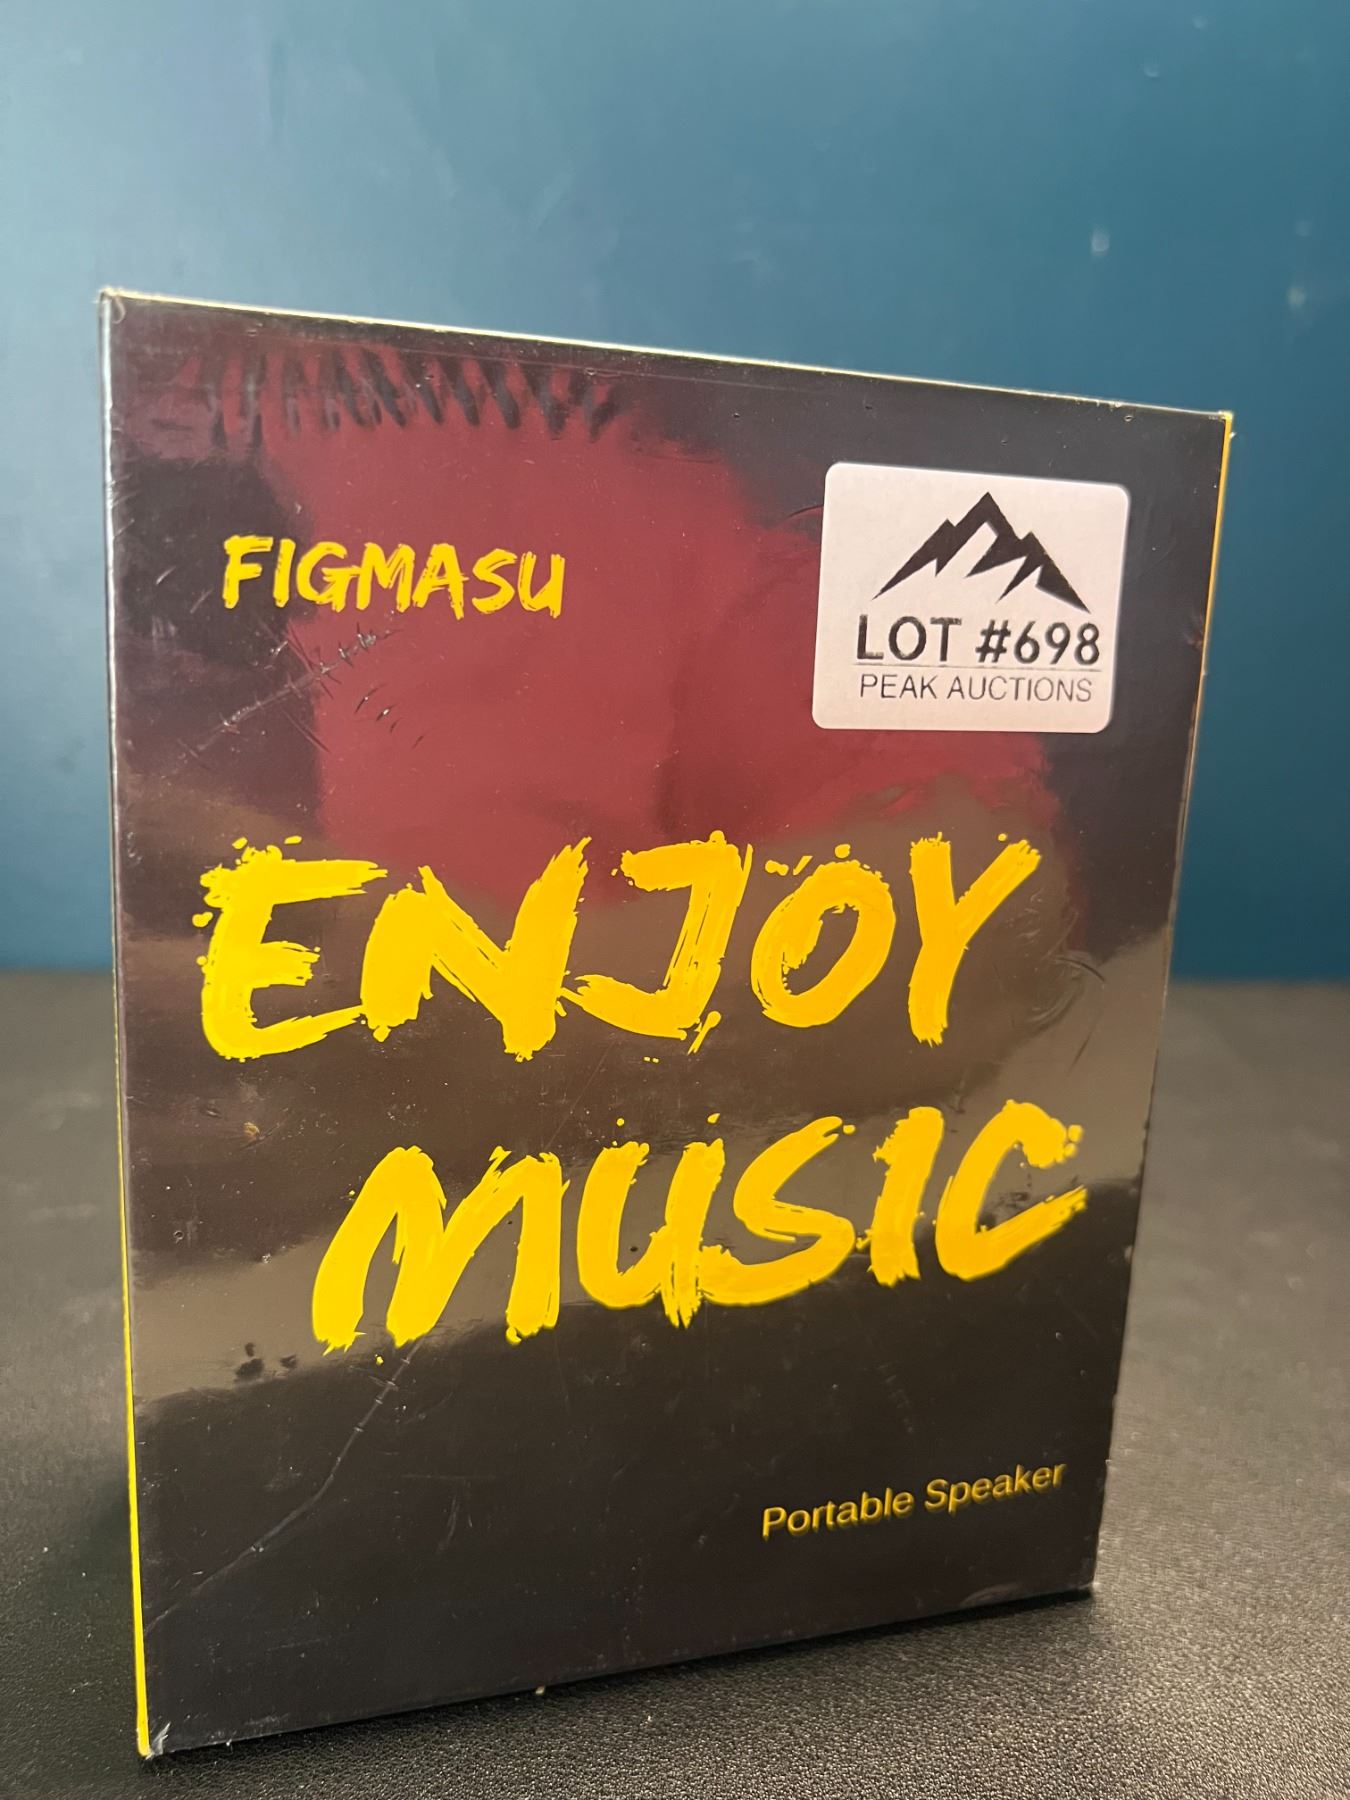 FIGMASU
LOT #698
PEAK AUCTIONS
ENJOY
MUSIC
Portable Speaker